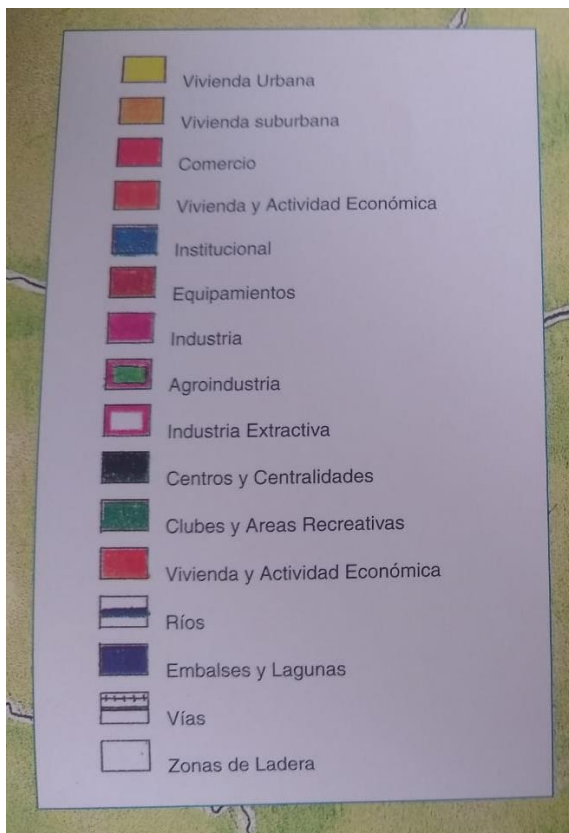 Vivienda Urbana
Vivienda suburbana
Comercio
Vivienda y Actividad Económica
Institucional
Equipamientos
Industria
Agroindustria
Industria Extractiva
Centros y Centralidades
Clubes y Areas Recreativas
Vivienda y Actividad Económica
Ríos
Embalses y Lagunas
Vías
Zonas de Ladera